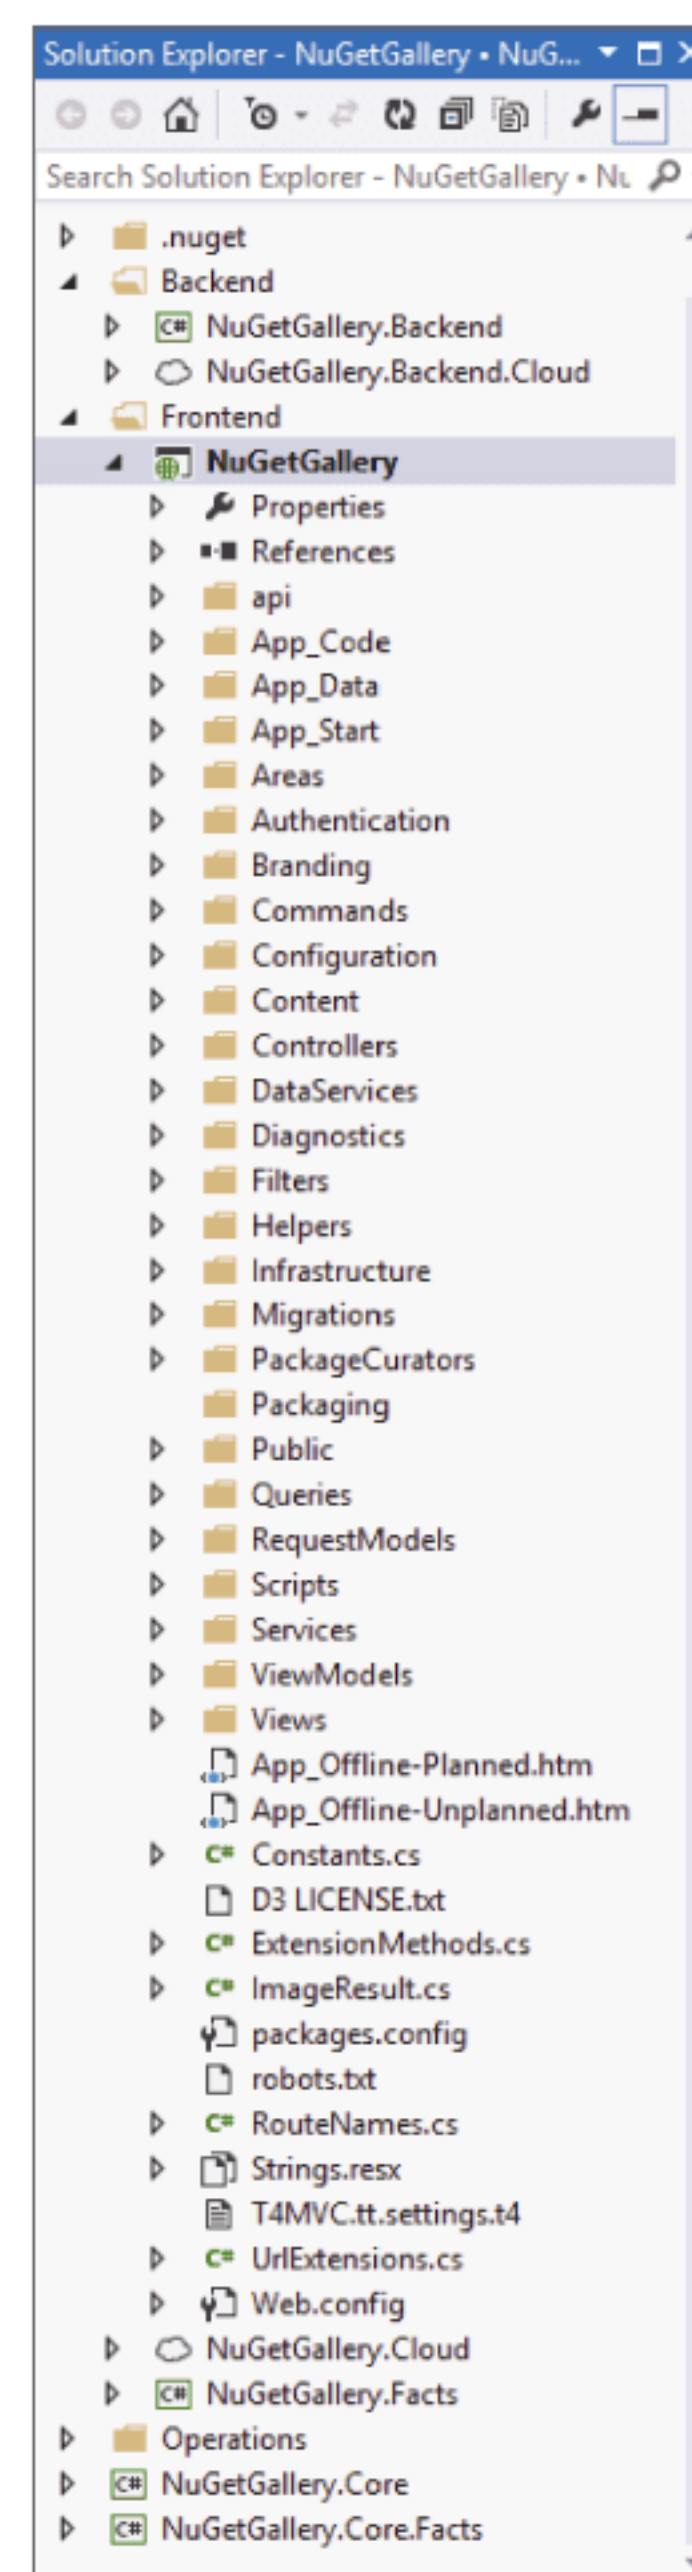 Solution Explorer - NuGetGallery • NuG...
Search Solution Explorer - NuGetGallery • Nu
.nuget
Backend
C# NuGetGallery.Backend
NuGetGallery.Backend.Cloud
Frontend
NuGetGallery
Properties
References
api
App_Code
App_Data
App_Start
Areas
Authentication
Branding
Commands
Configuration
Content
Controllers
DataServices
Diagnostics
Filters
Helpers
Infrastructure
Migrations
PackageCurators
Packaging
Public
Queries
RequestModels
Scripts
Services
ViewModels
Views
App_Offline-Planned.htm
App_Offline-Unplanned.htm
C# Constants.cs
D3 LICENSE.txt
C# ExtensionMethods.cs
C# ImageResult.cs
packages.config
robots.txt
C# RouteNames.cs
Strings.resx
T4MVC.tt.settings.t4
C# UrlExtensions.cs
Web.config
NuGetGallery.Cloud
C# NuGetGallery.Facts
Operations
C# NuGetGallery.Core
C# NuGetGallery.Core.Facts